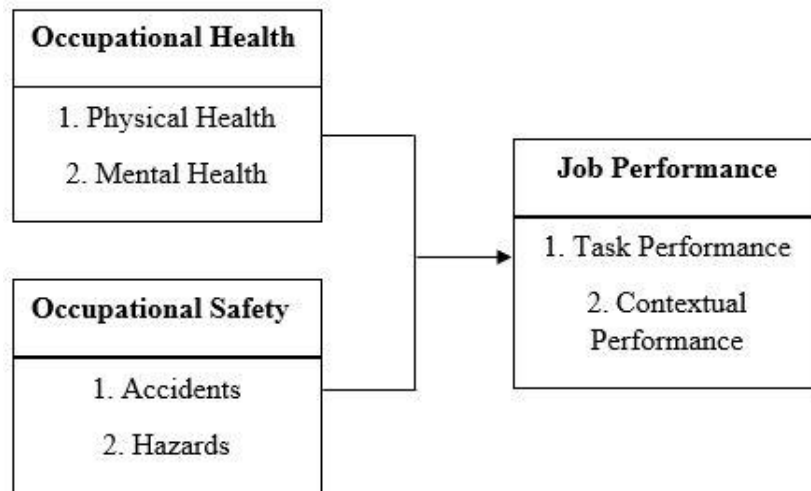 Occupational Health
1. Physical Health
2. Mental Health
Occupational Safety
1. Accidents
2. Hazards
Job Performance
1. Task Performance
2. Contextual
Performance